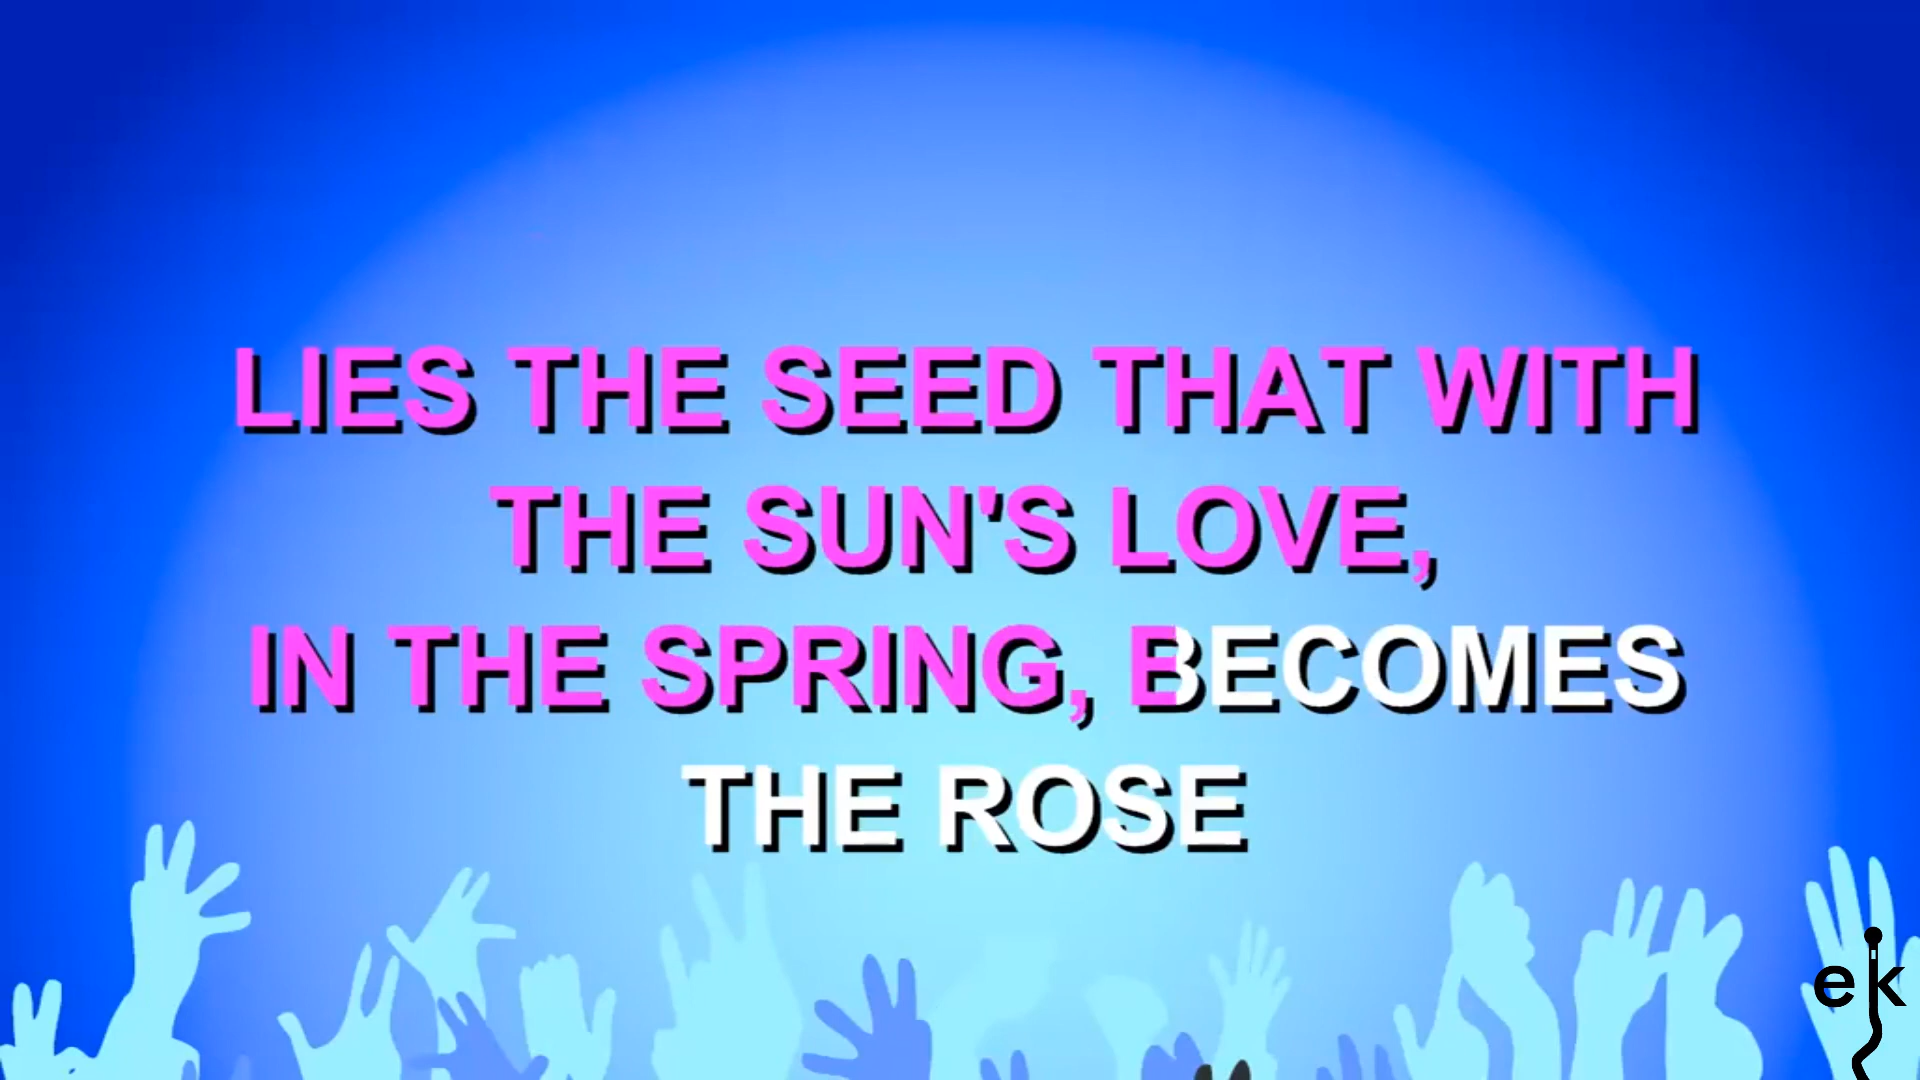 LIES THE SEED THAT WITH
THE SUN'S LOVE,
IN THE SPRING, BECOMES
THE ROSE
ek